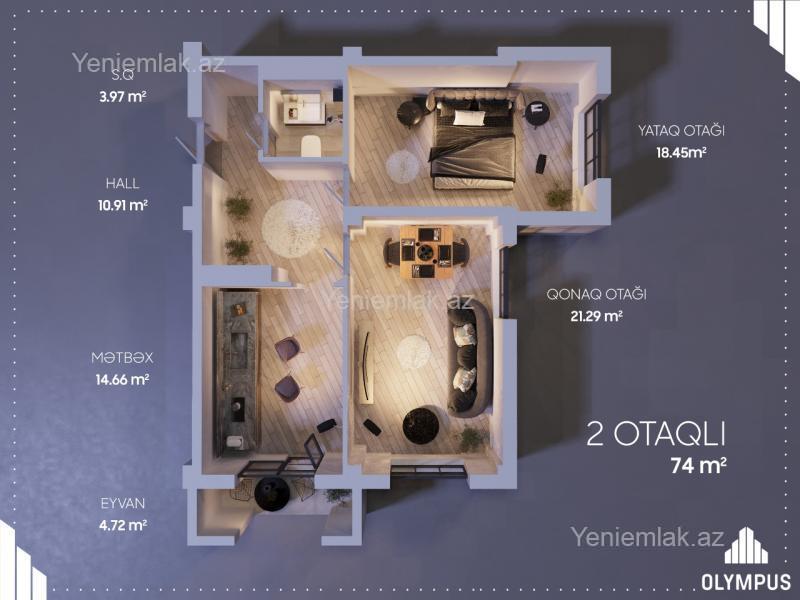 Yeniemlak.az
S.Q
3.97 m²
HALL
10.91 m²
YATAQ OTAĞI
18.45m²
QONAQ OTAĞI
21.29 m²
Yeniemlak.az
MƏTBƏX
14.66 m²
2 OTAQLI
74 m²
EYVAN
4.72 m²
Yeniemlak.az
OLYMPUS